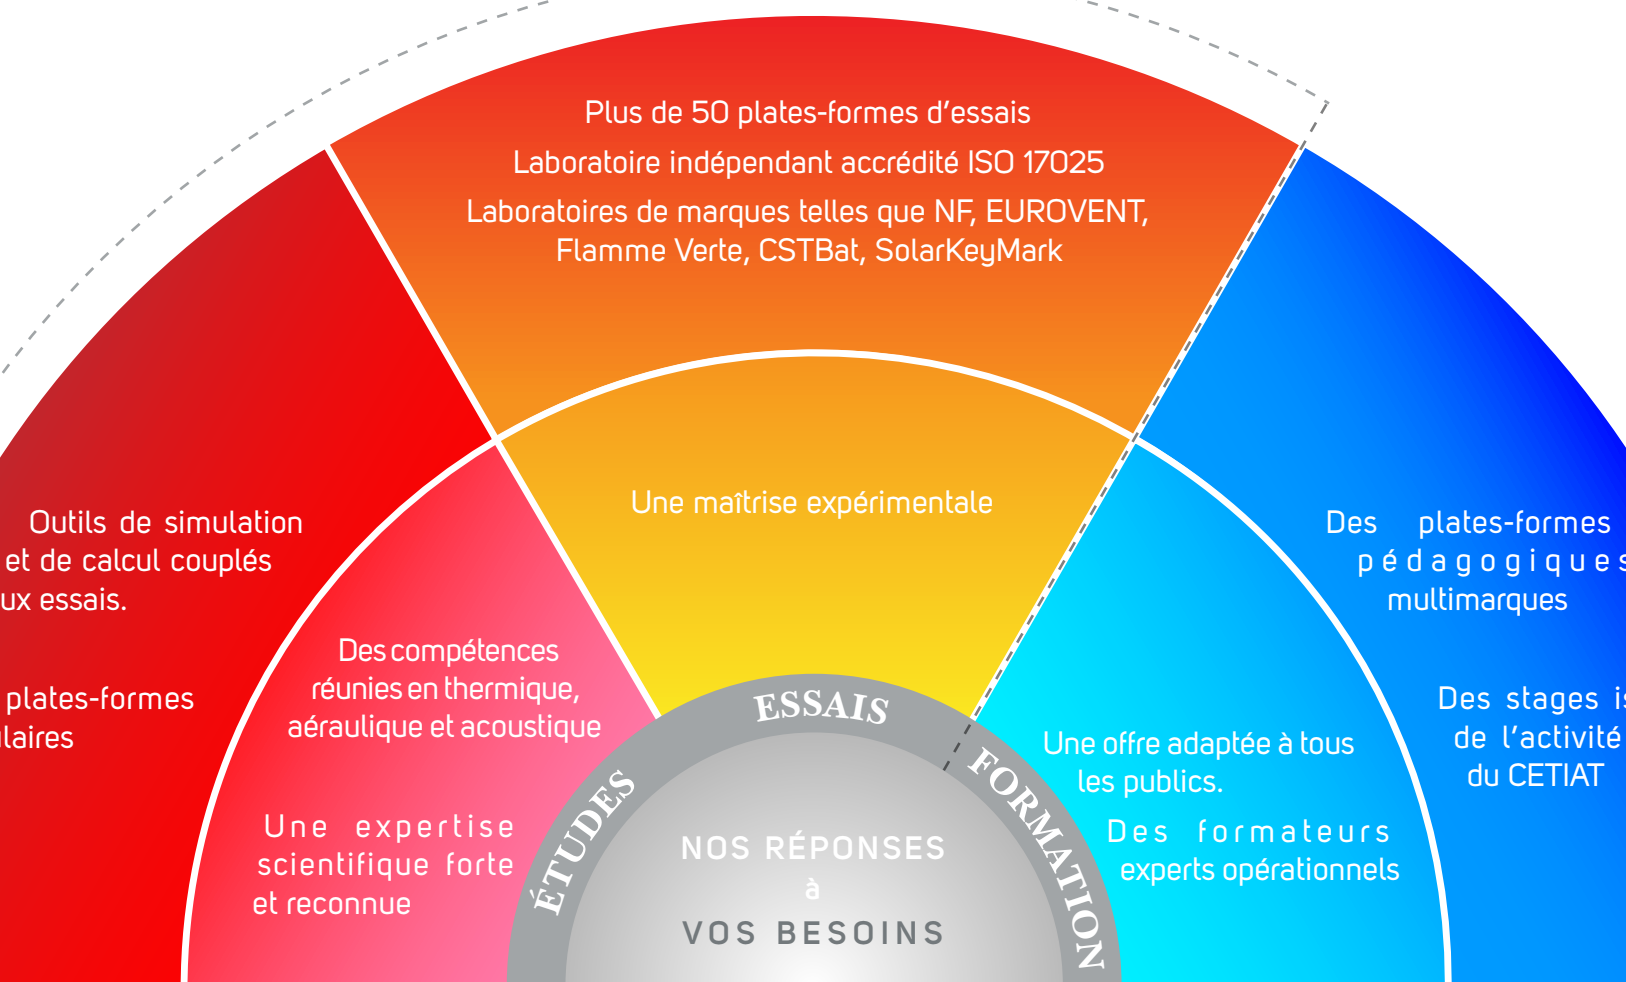 Plus de 50 plates-formes d'essais
Laboratoire indépendant accrédité ISO 17025
Laboratoires de marques telles que NF, EUROVENT,
Flamme Verte, CSTBat, SolarKeyMark
Une maîtrise expérimentale
Outils de simulation
et de calcul couplés
ux essais.
plates-formes
laires
Des compétences
réunies en thermique,
aéraulique et acoustique
Une expertise
scientifique forte
et reconnue
ÉTUDES
ESSAIS
FORMATION
NOS RÉPONSES
à
VOS BESOINS
Une offre adaptée à tous
les publics.
Des formateurs
experts opérationnels
Des plates-formes
pédagogiques
multimarques
Des stages is
de l'activité
du CETIAT